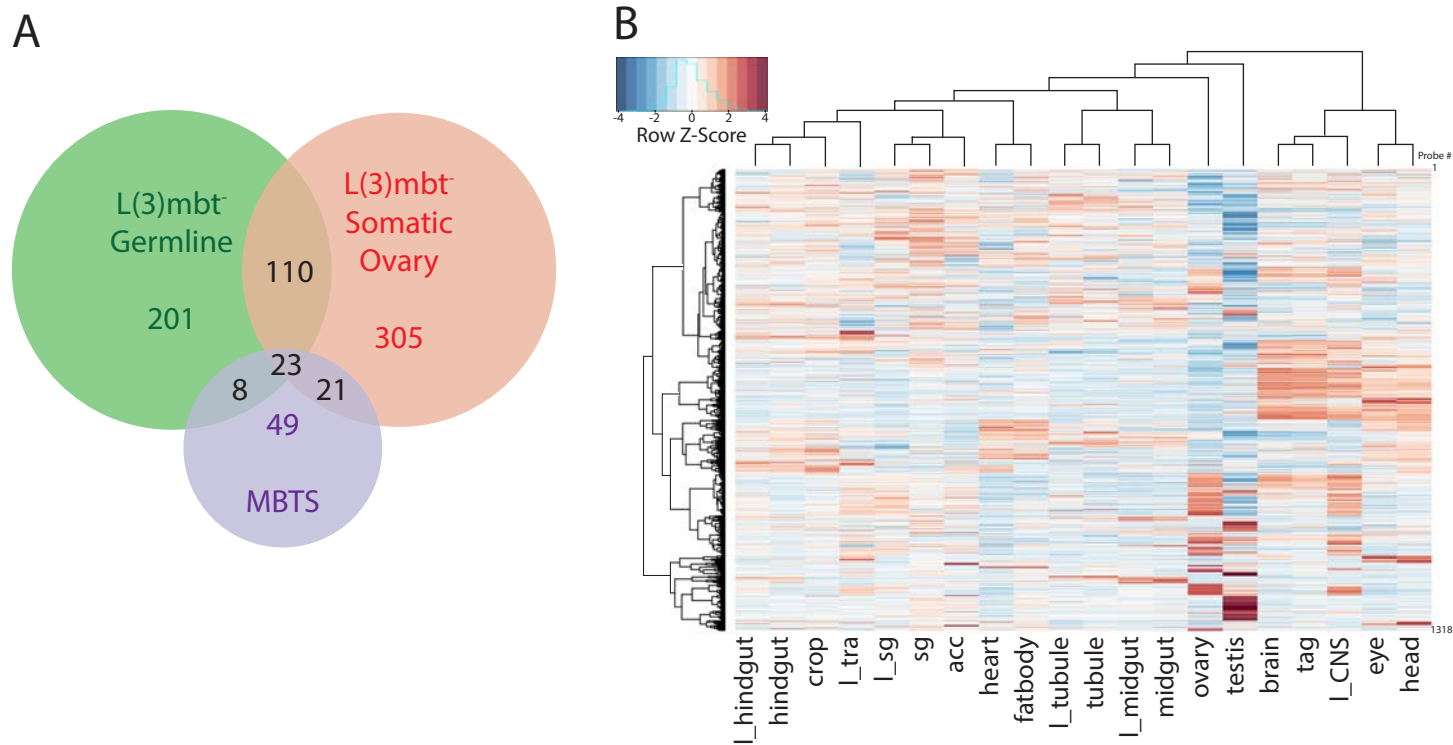 A
L(3)mbt-
Germline
201
110
L(3)mbt-
Somatic
Ovary
305
23
8
21
49
MBTS
B
-4 -2 0 2 4
Row Z-Score
Probe #
1
1318
l_hindgut
hindgut
crop
l_tra
l_sg
sg
acc
heart
fatbody
l_tubule
tubule
l_midgut
midgut
ovary
testis
brain
tag
l_CNS
eye
head